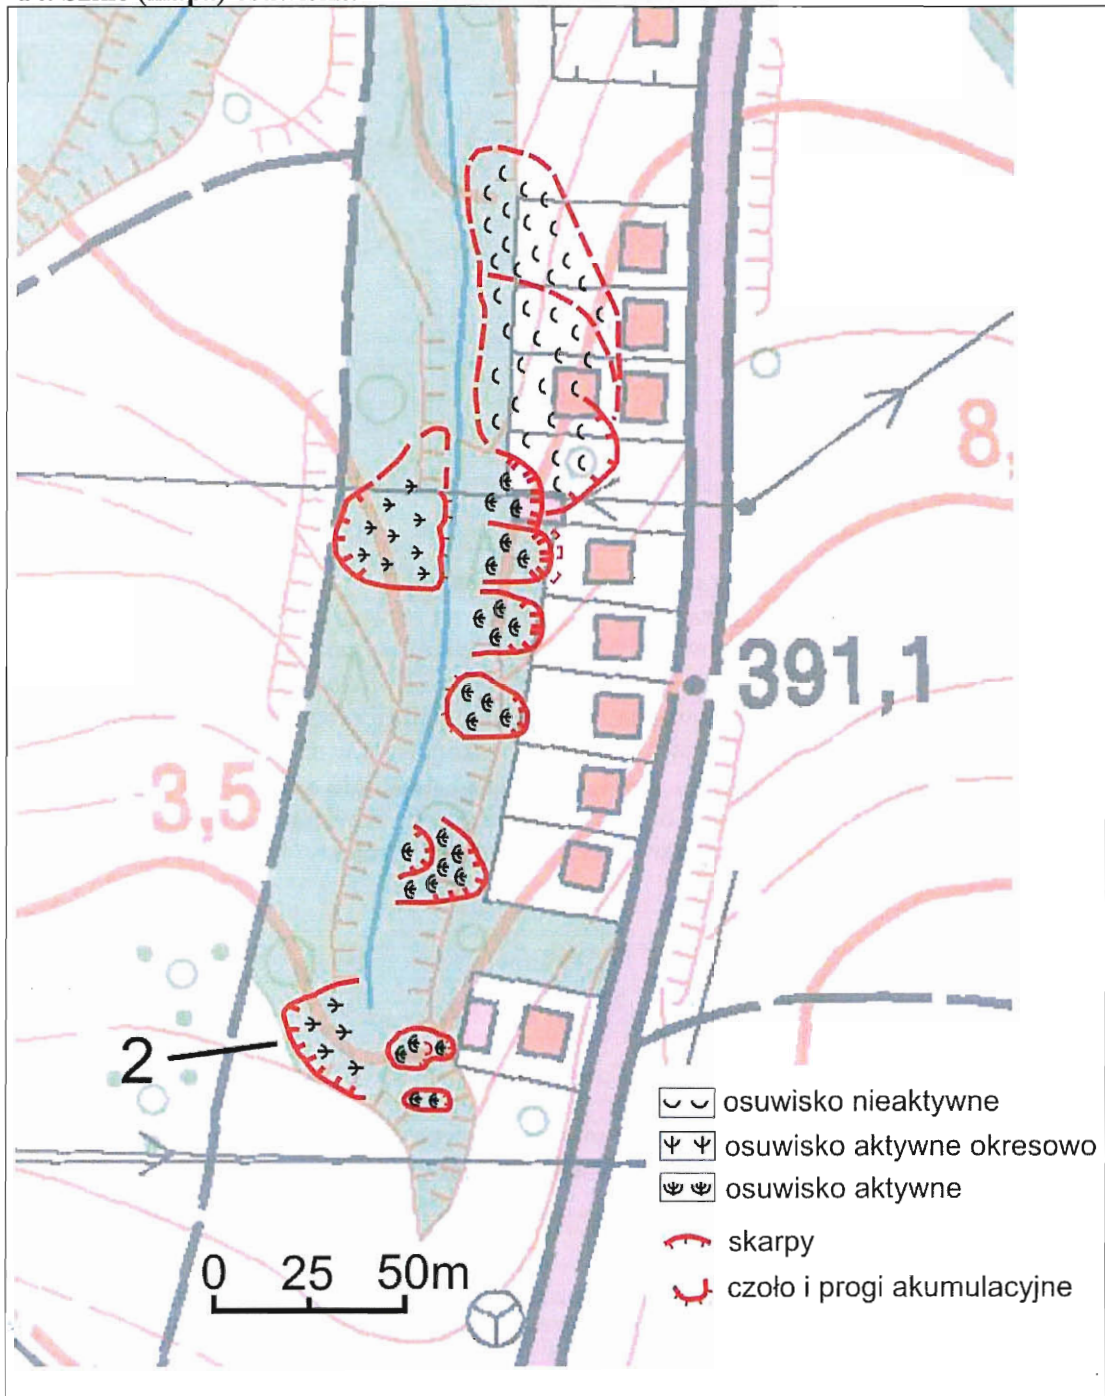 8,
391,1
3,5
2
osuwisko nieaktywne
osuwisko aktywne okresowo
osuwisko aktywne
skarpy
czoło i progi akumulacyjne
0 25 50m